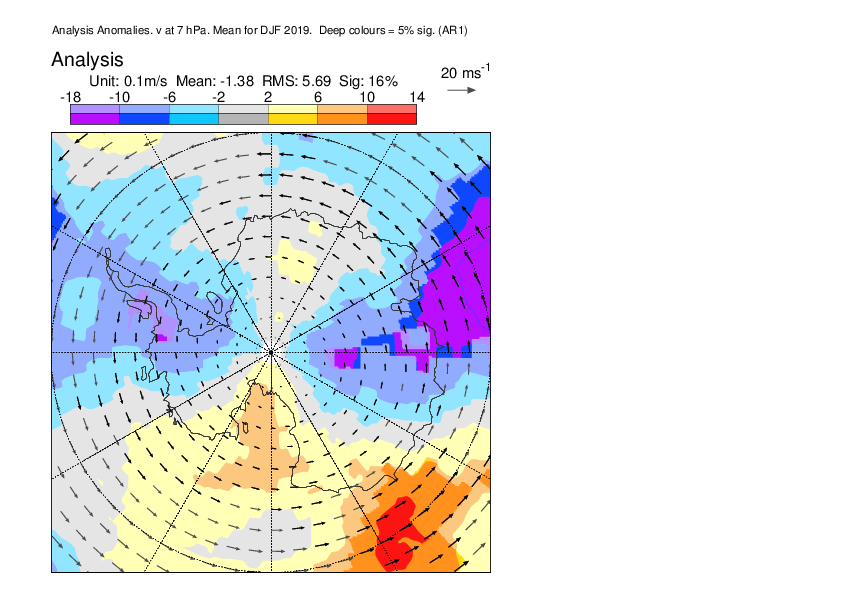 Analysis Anomalies. v at 7 hPa. Mean for DJF 2019.  Deep colours = 5% sig. (AR1)
Analysis
20 ms-1
Unit: 0.1m/s  Mean: -1.38  RMS: 5.69  Sig: 16%
-18 -10 -6 -2 2 6 10 14